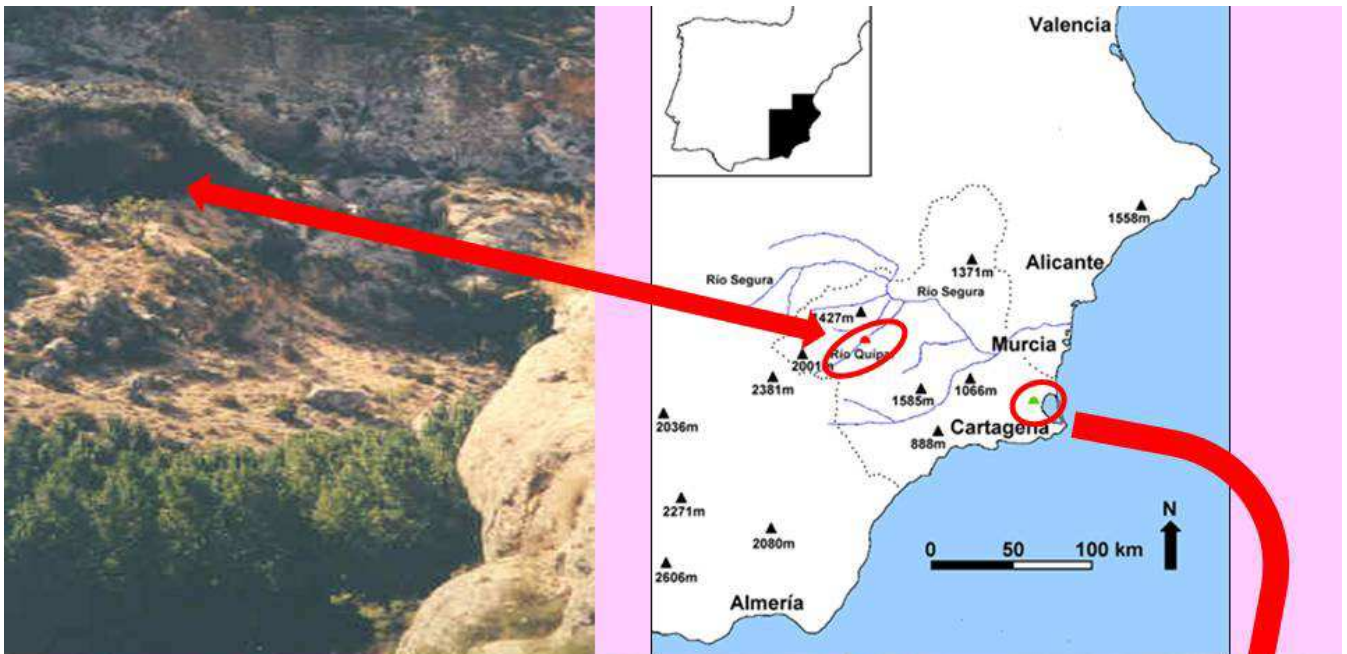 Valencia
1558m
Alicante
1371m
Río Segura
Río Segura
1427m
Murcia
Río Quípar
2001m
2381m
1066m
1585m
2036m
Cartagena
888m
2271m
N
2080m
0 50 100 km
2606m
Almería